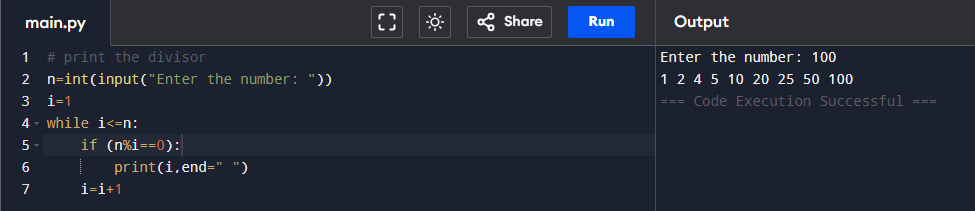 main.py Share Run Output
1 # print the divisor
2 n=int(input("Enter the number: "))
3 i=1
4 while i<=n:
5 if (n%i==0):
6 print(i,end=" ")
7 i=i+1
Enter the number: 100
1 2 4 5 10 20 25 50 100
=== Code Execution Successful ===